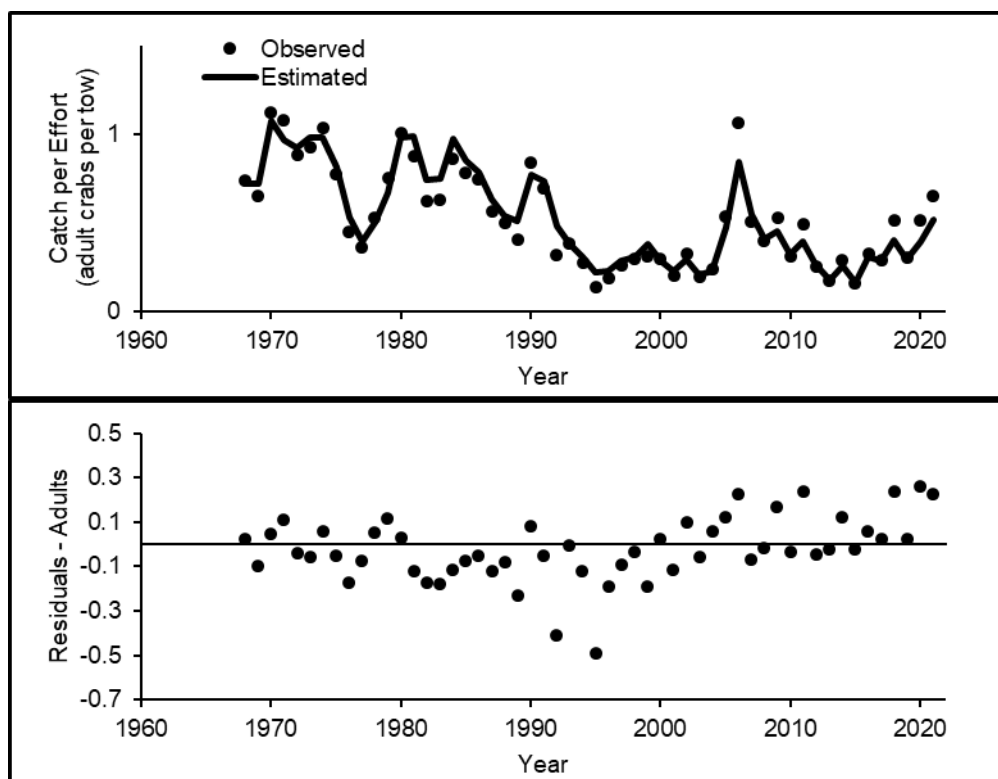 Observed
Estimated
Catch per Effort
(adult crabs per tow)
1
0
1960 1970 1980 1990 2000 2010 2020
Year
Residuals - Adults
0.5
0.3
0.1
-0.1
-0.3
-0.5
-0.7
1960 1970 1980 1990 2000 2010 2020
Year